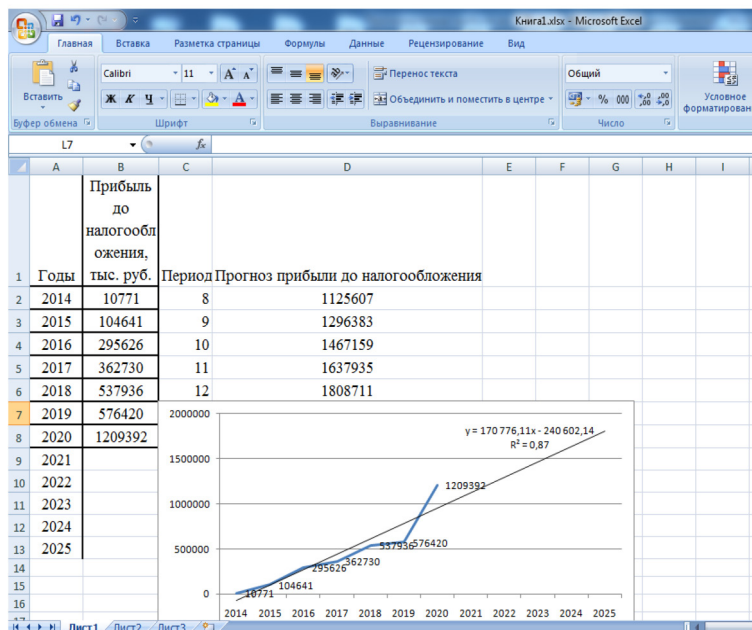 Книга1.xlsx - Microsoft Excel
Главная Вставка Разметка страницы Формулы Данные Рецензирование Вид
Calibri 11 Перенос текста Общий
Вставить Ж К Ч Объединить и поместить в центре % 000 Условное
форматирован
Буфер обмена Шрифт Выравнивание Число
L7 fx
A B C D E F G H I
Прибыль
до
налогообл
ожения,
1 Годы тыс. руб. Период Прогноз прибыли до налогообложения
2 2014 10771 8 1125607
3 2015 104641 9 1296383
4 2016 295626 10 1467159
5 2017 362730 11 1637935
6 2018 537936 12 1808711
7 2019 576420
8 2020 1209392
9 2021
10 2022
11 2023
12 2024
13 2025
14
15
16
17
2000000
y = 170 776,11x - 240 602,14
R² = 0,87
1500000
1209392
1000000
500000
537936 576420
362730
295626
104641
0
10771
2014 2015 2016 2017 2018 2019 2020 2021 2022 2023 2024 2025
Лист1 Лист2 Лист3